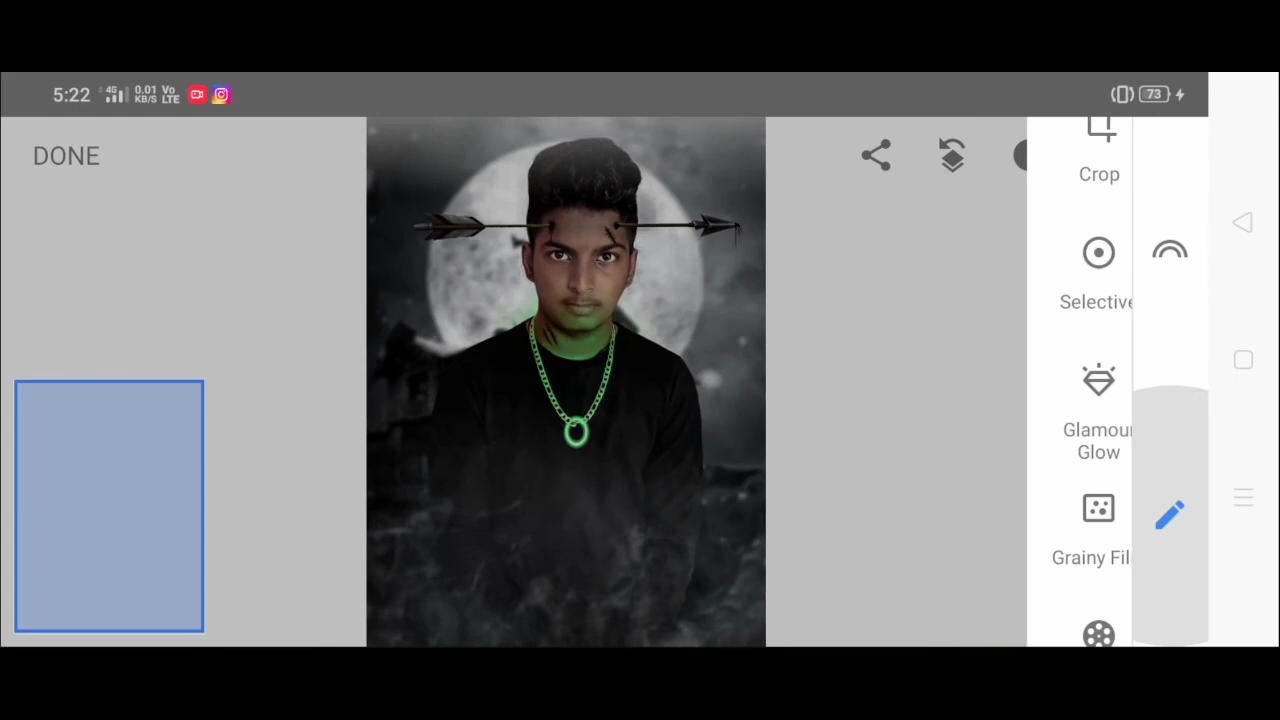 5:22 4G 0.01 KB/S Vo LTE 73
DONE
Crop
Selective
Glamour
Glow
Grainy Fil